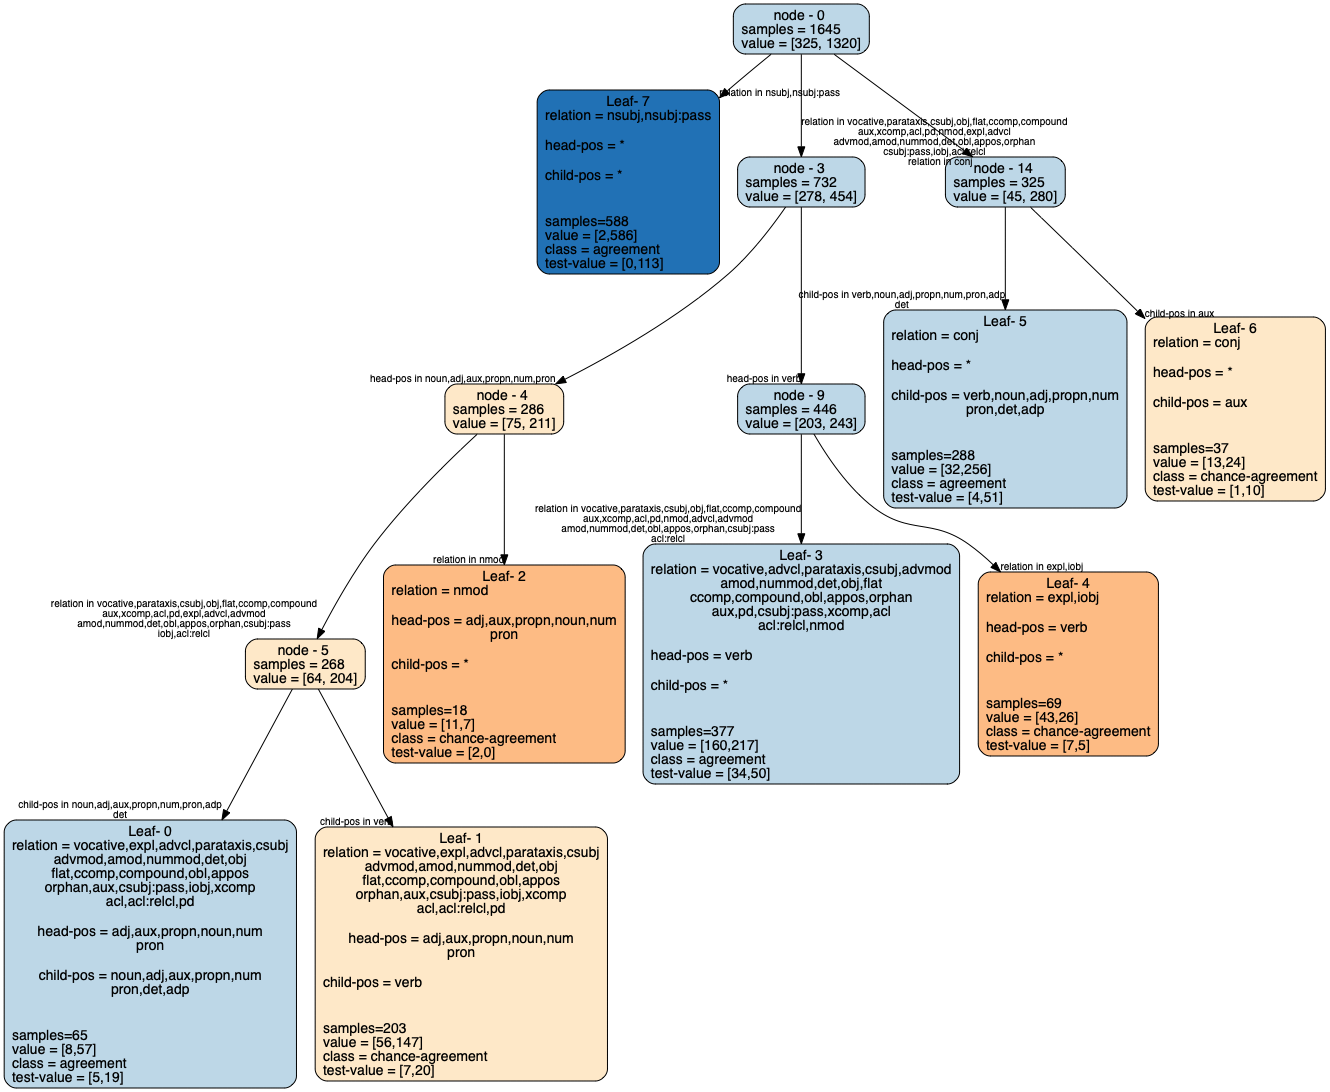 node - 0
samples = 1645
value = [325, 1320]
relation in nsubj,nsubj:pass
Leaf- 7
relation = nsubj,nsubj:pass
head-pos = *
child-pos = *
samples=588
value = [2,586]
class = agreement
test-value = [0,113]
relation in vocative,parataxis,csubj,obj,flat,ccomp,compound
aux,xcomp,acl,pd,nmod,expl,advcl
advmod,amod,nummod,det,obl,appos,orphan
csubj:pass,iobj,acl:relcl
relation in conj
node - 3
samples = 732
value = [278, 454]
node - 14
samples = 325
value = [45, 280]
child-pos in verb,noun,adj,propn,num,pron,adp
det
Leaf- 5
relation = conj
head-pos = *
child-pos = verb,noun,adj,propn,num
pron,det,adp
samples=288
value = [32,256]
class = agreement
test-value = [4,51]
child-pos in aux
Leaf- 6
relation = conj
head-pos = *
child-pos = aux
samples=37
value = [13,24]
class = chance-agreement
test-value = [1,10]
head-pos in noun,adj,aux,propn,num,pron
node - 4
samples = 286
value = [75, 211]
head-pos in verb
node - 9
samples = 446
value = [203, 243]
relation in vocative,parataxis,csubj,obj,flat,ccomp,compound
aux,xcomp,acl,pd,nmod,advcl,advmod
amod,nummod,det,obl,appos,orphan,csubj:pass
acl:relcl
Leaf- 3
relation = vocative,advcl,parataxis,csubj,advmod
amod,nummod,det,obj,flat
ccomp,compound,obl,appos,orphan
aux,pd,csubj:pass,xcomp,acl
acl:relcl,nmod
head-pos = verb
child-pos = *
samples=377
value = [160,217]
class = agreement
test-value = [34,50]
relation in expl,iobj
Leaf- 4
relation = expl,iobj
head-pos = verb
child-pos = *
samples=69
value = [43,26]
class = chance-agreement
test-value = [7,5]
relation in nmod
Leaf- 2
relation = nmod
head-pos = adj,aux,propn,noun,num
pron
child-pos = *
samples=18
value = [11,7]
class = chance-agreement
test-value = [2,0]
relation in vocative,parataxis,csubj,obj,flat,ccomp,compound
aux,xcomp,acl,pd,expl,advcl,advmod
amod,nummod,det,obl,appos,orphan,csubj:pass
iobj,acl:relcl
node - 5
samples = 268
value = [64, 204]
child-pos in noun,adj,aux,propn,num,pron,adp
det
Leaf- 0
relation = vocative,expl,advcl,parataxis,csubj
advmod,amod,nummod,det,obj
flat,ccomp,compound,obl,appos
orphan,aux,csubj:pass,iobj,xcomp
acl,acl:relcl,pd
head-pos = adj,aux,propn,noun,num
pron
child-pos = noun,adj,aux,propn,num
pron,det,adp
samples=65
value = [8,57]
class = agreement
test-value = [5,19]
child-pos in verb
Leaf- 1
relation = vocative,expl,advcl,parataxis,csubj
advmod,amod,nummod,det,obj
flat,ccomp,compound,obl,appos
orphan,aux,csubj:pass,iobj,xcomp
acl,acl:relcl,pd
head-pos = adj,aux,propn,noun,num
pron
child-pos = verb
samples=203
value = [56,147]
class = chance-agreement
test-value = [7,20]